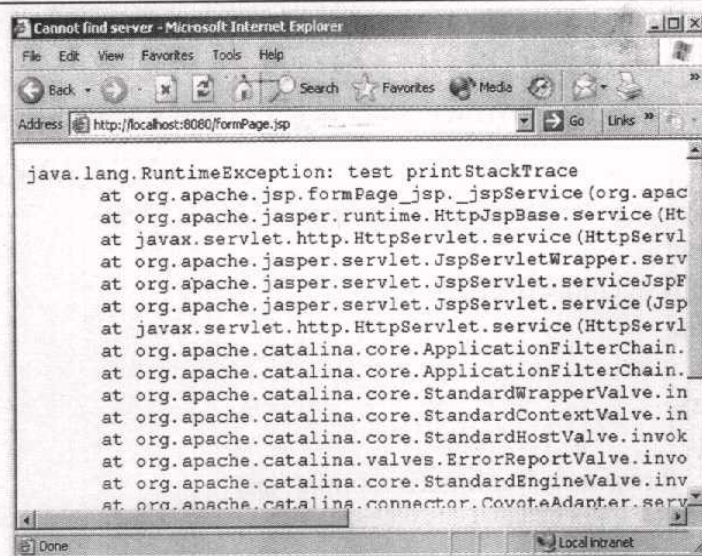 Cannot find server - Microsoft Internet Explorer
File Edit View Favorites Tools Help
Back Search Favorites Media
Address http://localhost:8080/formPage.jsp Go Links
java.lang.RuntimeException: test printStackTrace
at org.apache.jsp.formPage_jsp._jspService(org.apac
at org.apache.jasper.runtime.HttpJspBase.service(Ht
at javax.servlet.http.HttpServlet.service(HttpServl
at org.apache.jasper.servlet.JspServletWrapper.serv
at org.apache.jasper.servlet.JspServlet.serviceJspF
at org.apache.jasper.servlet.JspServlet.service(Jsp
at javax.servlet.http.HttpServlet.service(HttpServl
at org.apache.catalina.core.ApplicationFilterChain.
at org.apache.catalina.core.ApplicationFilterChain.
at org.apache.catalina.core.StandardWrapperValve.in
at org.apache.catalina.core.StandardContextValve.in
at org.apache.catalina.core.StandardHostValve.invok
at org.apache.catalina.valves.ErrorReportValve.invo
at org.apache.catalina.core.StandardEngineValve.inv
at org.apache.catalina.connector.CoyoteAdapter.serv
Done Local intranet